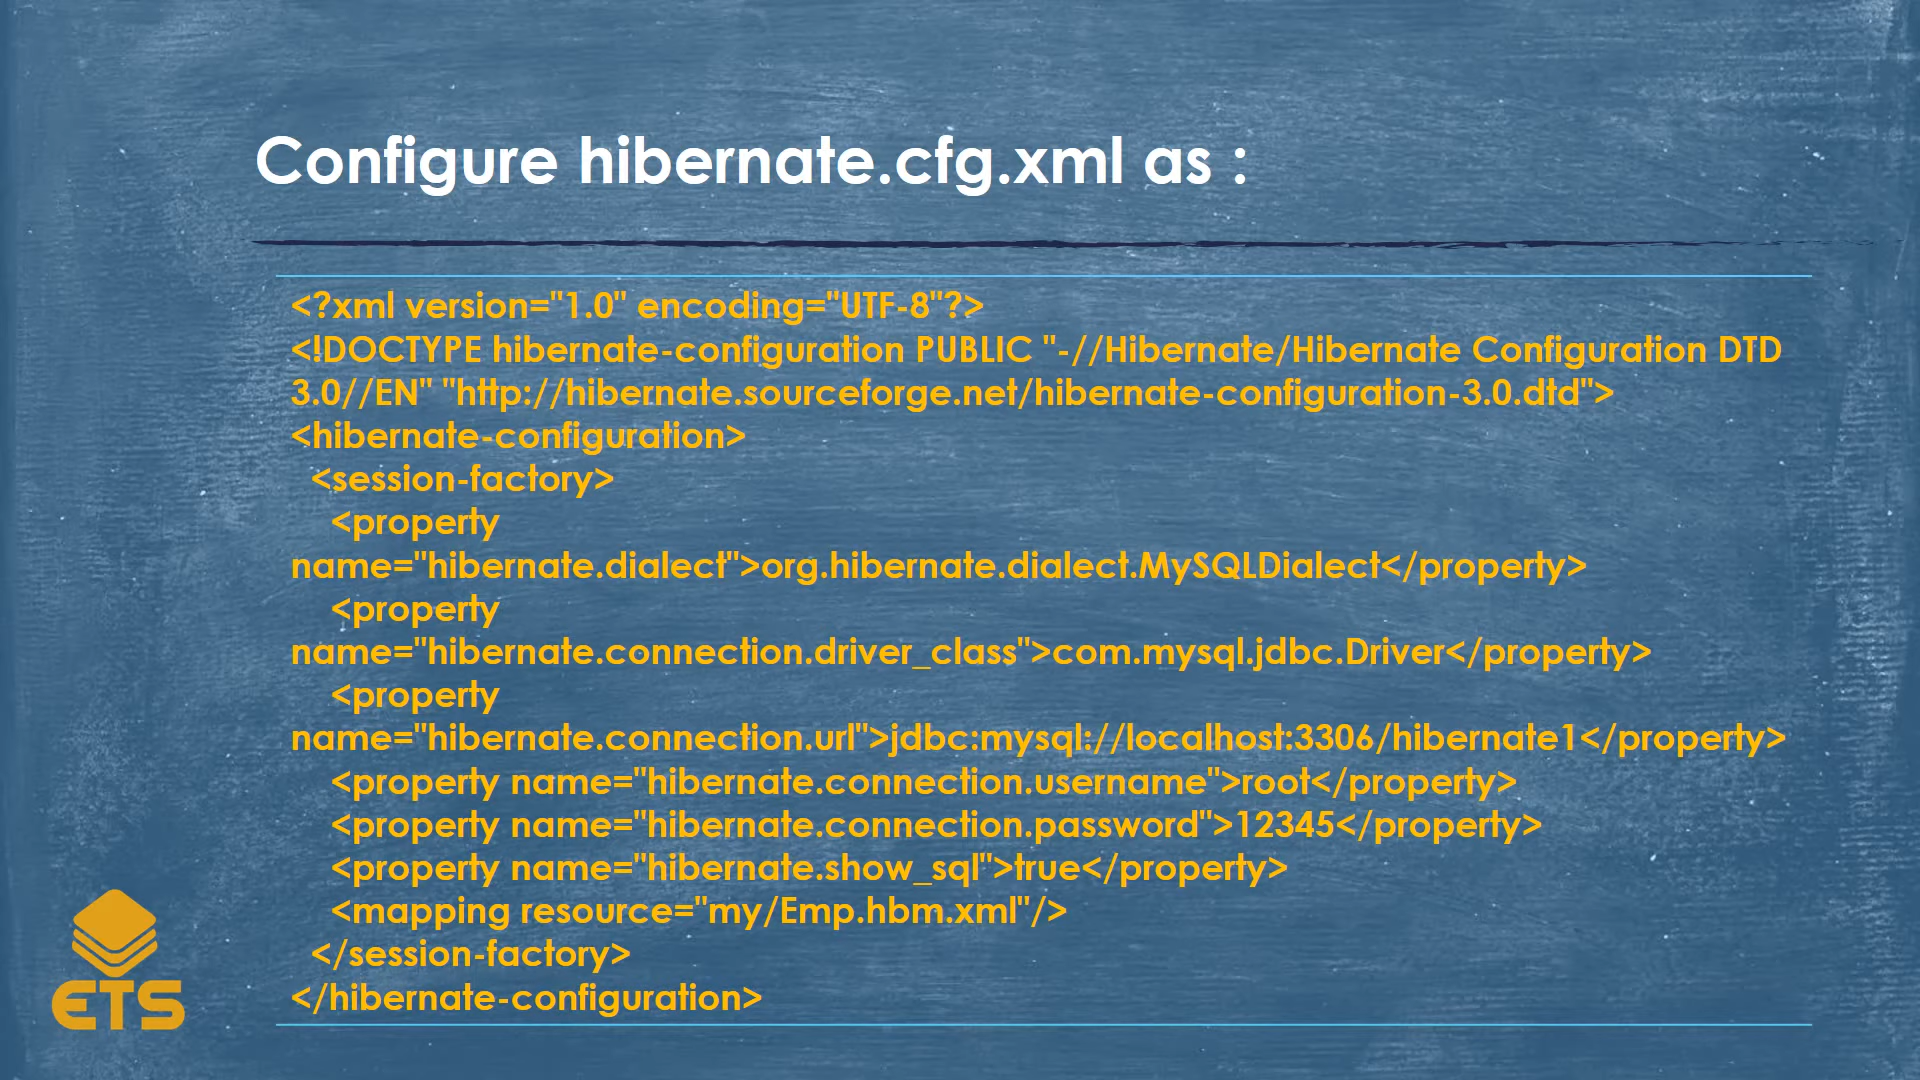 Configure hibernate.cfg.xml as :
<?xml version="1.0" encoding="UTF-8"?>
<!DOCTYPE hibernate-configuration PUBLIC "-//Hibernate/Hibernate Configuration DTD
3.0//EN" "http://hibernate.sourceforge.net/hibernate-configuration-3.0.dtd">
<hibernate-configuration>
  <session-factory>
    <property
name="hibernate.dialect">org.hibernate.dialect.MySQLDialect</property>
    <property
name="hibernate.connection.driver_class">com.mysql.jdbc.Driver</property>
    <property
name="hibernate.connection.url">jdbc:mysql://localhost:3306/hibernate1</property>
    <property name="hibernate.connection.username">root</property>
    <property name="hibernate.connection.password">12345</property>
    <property name="hibernate.show_sql">true</property>
    <mapping resource="my/Emp.hbm.xml"/>
  </session-factory>
</hibernate-configuration>
ETS